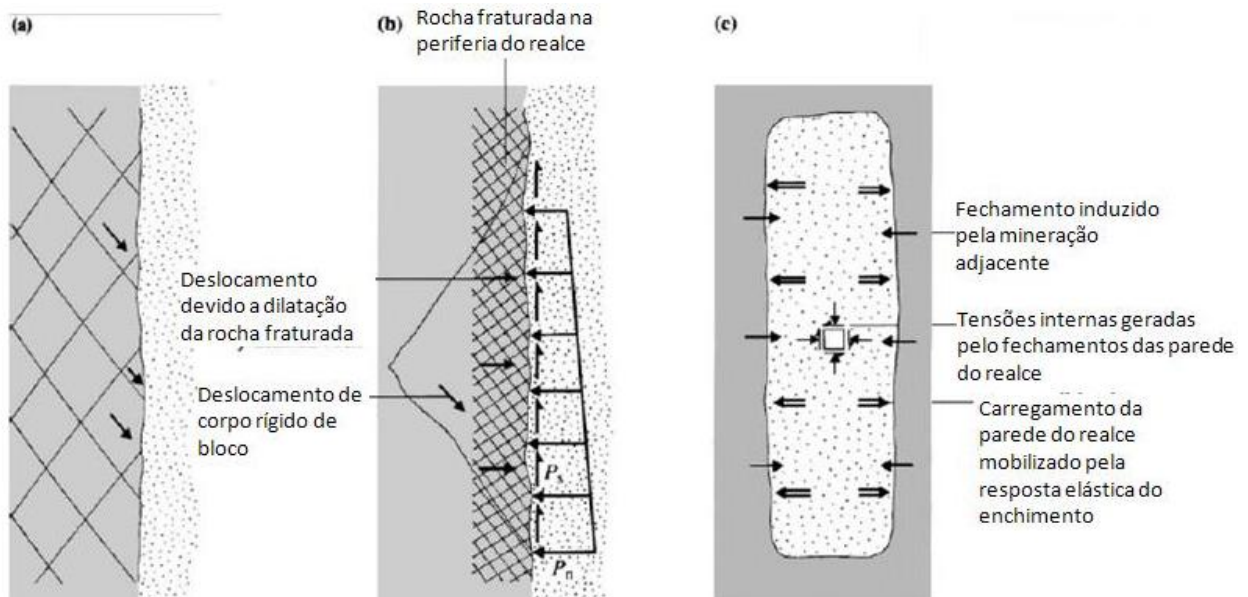 (a)
(b)
Rocha fraturada na
periferia do realce
(c)
Deslocamento
devido a dilatação
da rocha fraturada
Deslocamento de
corpo rígido de
bloco
Pₛ
Pₙ
Fechamento induzido
pela mineração
adjacente
Tensões internas geradas
pelo fechamentos das parede
do realce
Carregamento da
parede do realce
mobilizado pela
resposta elástica do
enchimento